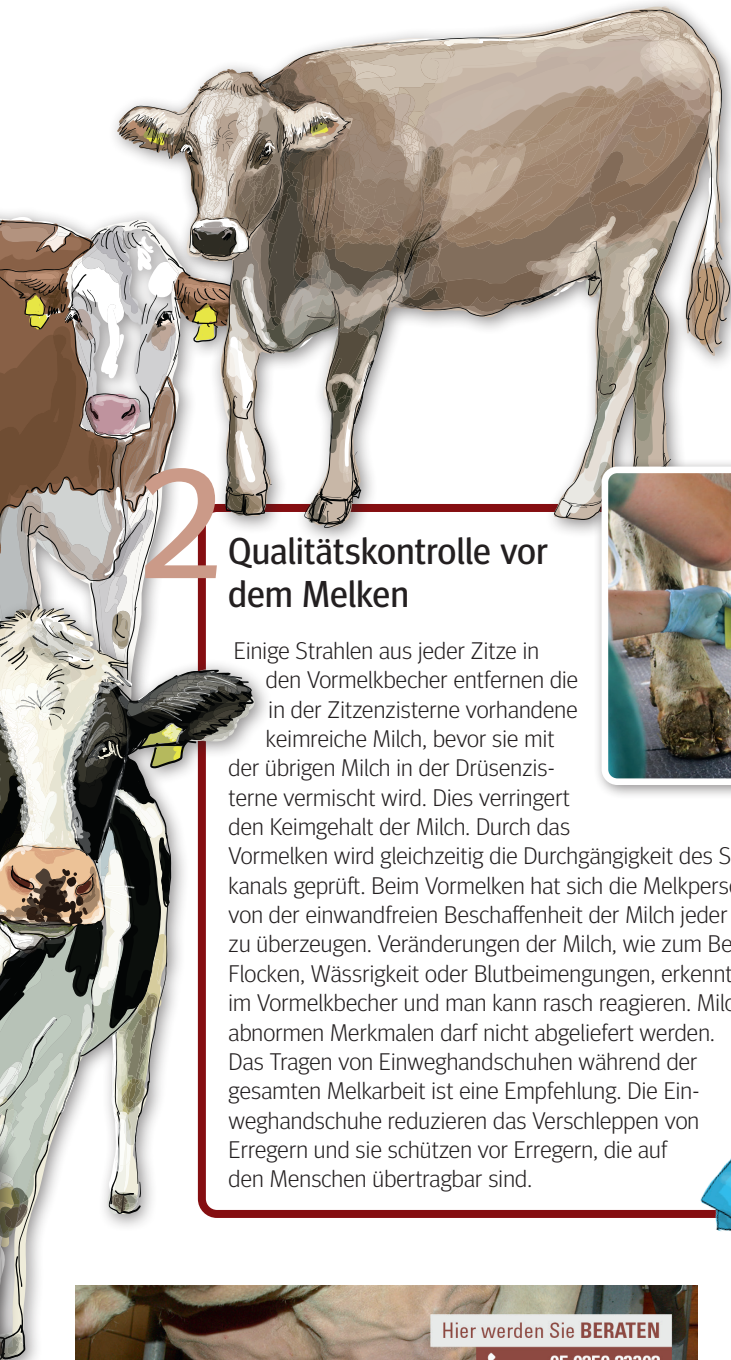 2
Qualitätskontrolle vor
dem Melken
Einige Strahlen aus jeder Zitze in
den Vormelkbecher entfernen die
in der Zitzenzisterne vorhandene
keimreiche Milch, bevor sie mit
der übrigen Milch in der Drüsenzis-
terne vermischt wird. Dies verringert
den Keimgehalt der Milch. Durch das
Vormelken wird gleichzeitig die Durchgängigkeit des S
kanals geprüft. Beim Vormelken hat sich die Melkperso
von der einwandfreien Beschaffenheit der Milch jeder
zu überzeugen. Veränderungen der Milch, wie zum Be
Flocken, Wässrigkeit oder Blutbeimengungen, erkennt
im Vormelkbecher und man kann rasch reagieren. Milc
abnormen Merkmalen darf nicht abgeliefert werden.
Das Tragen von Einweghandschuhen während der
gesamten Melkarbeit ist eine Empfehlung. Die Ein-
weghandschuhe reduzieren das Verschleppen von
Erregern und sie schützen vor Erregern, die auf
den Menschen übertragbar sind.
Hier werden Sie BERATEN